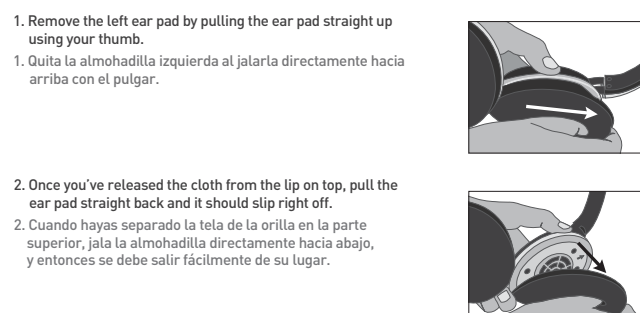 1. Remove the left ear pad by pulling the ear pad straight up
using your thumb.
1. Quita la almohadilla izquierda al jalarla directamente hacia
arriba con el pulgar.
2. Once you've released the cloth from the lip on top, pull the
ear pad straight back and it should slip right off.
2. Cuando hayas separado la tela de la orilla en la parte
superior, jala la almohadilla directamente hacia abajo,
y entonces se debe salir fácilmente de su lugar.